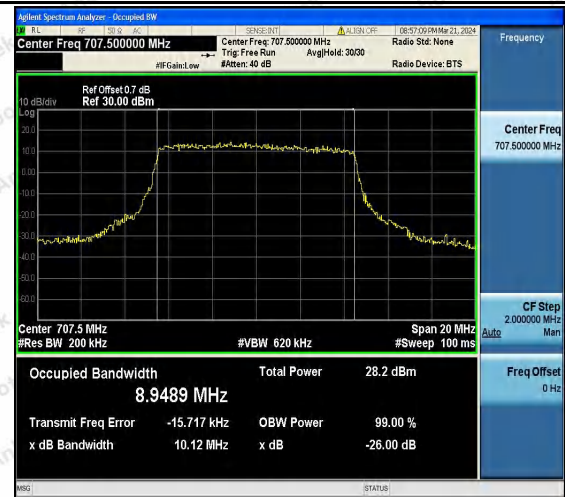 Agilent Spectrum Analyzer - Occupied BW
RL RF 50 Ω AC SENSE:INT ALIGN OFF 08:57:09 PM Mar 21, 2024
Center Freq 707.500000 MHz Center Freq: 707.500000 MHz Radio Std: None Frequency
Trig: Free Run Avg|Hold: 30/30
#IFGain:Low #Atten: 40 dB Radio Device: BTS
Ref Offset 0.7 dB
10 dB/div Ref 30.00 dBm
Log
20.0
10.0
0.00
-10.0
-20.0
-30.0
-40.0
-50.0
-60.0
Center Freq
707.500000 MHz
Center 707.5 MHz Span 20 MHz
#Res BW 200 kHz #VBW 620 kHz #Sweep 100 ms
CF Step
2.000000 MHz
Auto Man
Occupied Bandwidth Total Power 28.2 dBm
8.9489 MHz
Freq Offset
0 Hz
Transmit Freq Error -15.717 kHz OBW Power 99.00 %
x dB Bandwidth 10.12 MHz x dB -26.00 dB
MSG STATUS